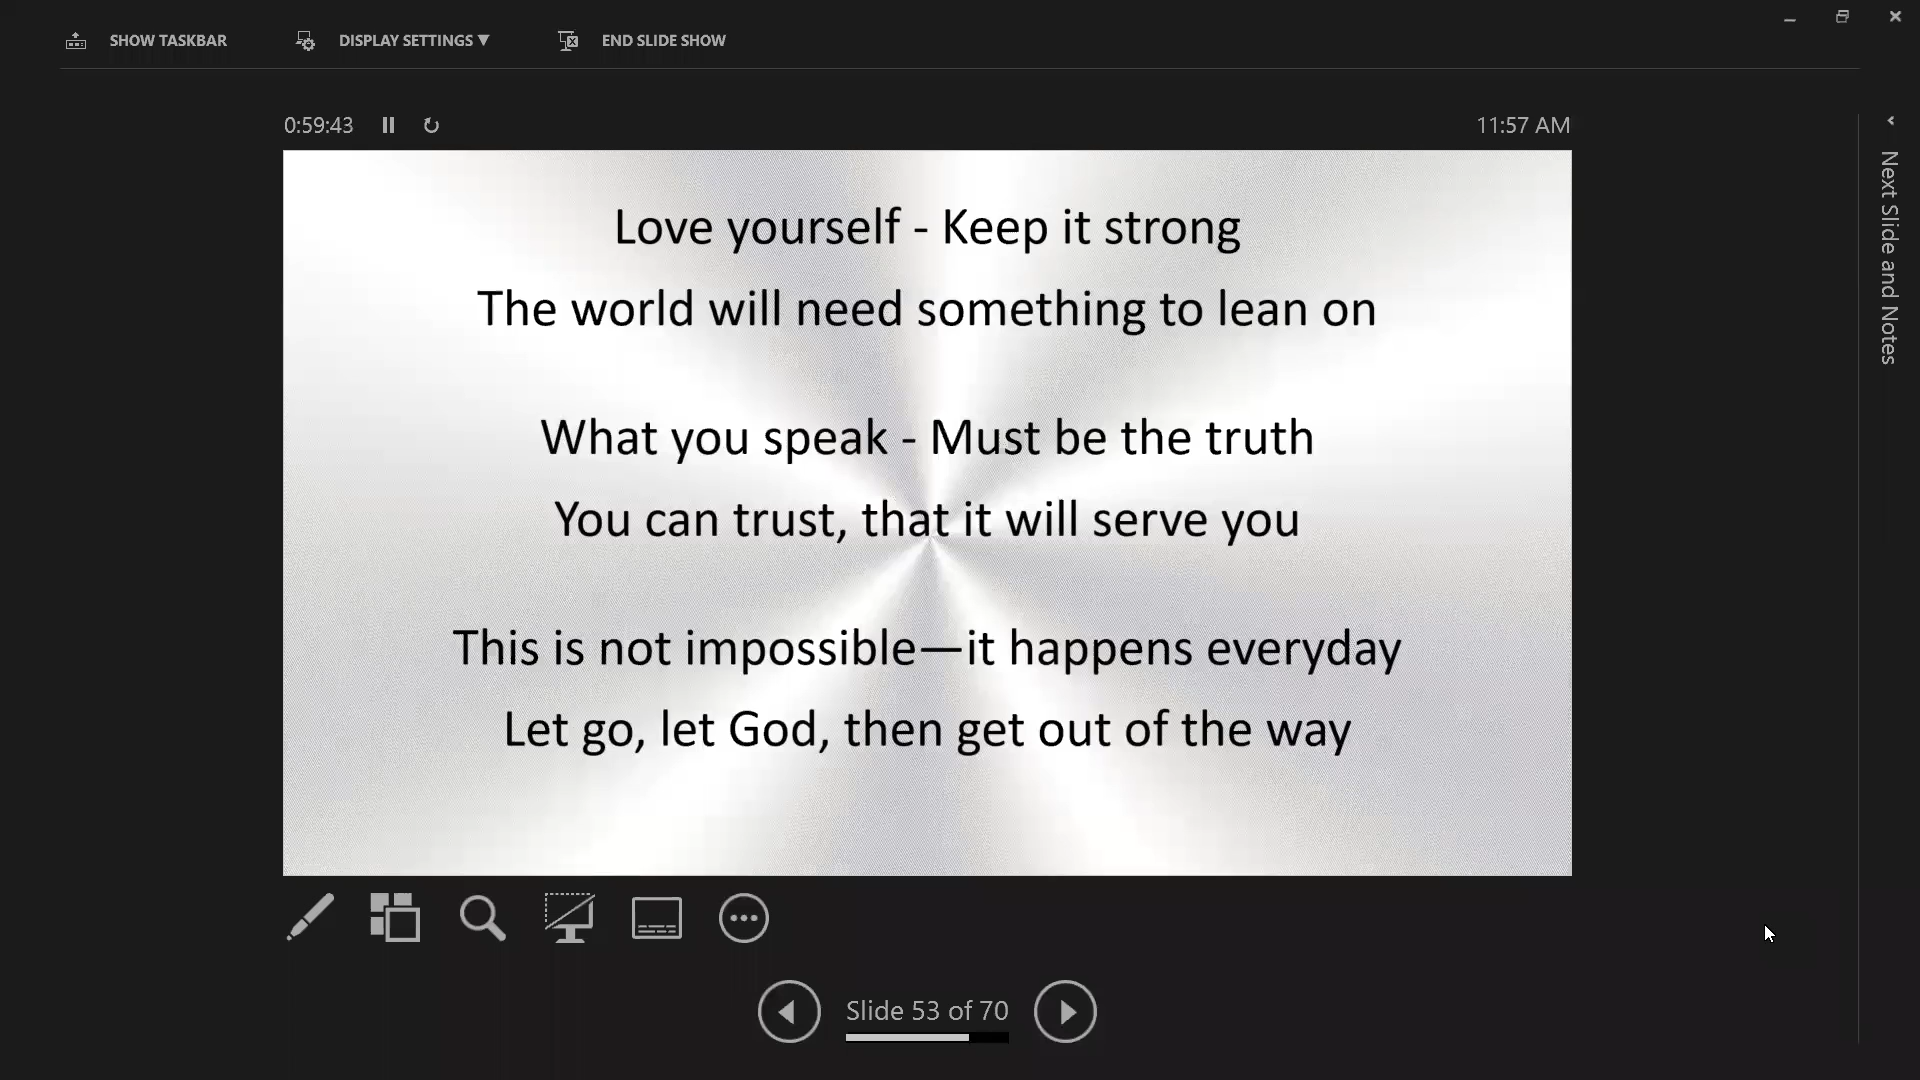 SHOW TASKBAR
DISPLAY SETTINGS ▼
END SLIDE SHOW
0:59:43
11:57 AM
Love yourself - Keep it strong
The world will need something to lean on
What you speak - Must be the truth
You can trust, that it will serve you
This is not impossible—it happens everyday
Let go, let God, then get out of the way
Next Slide and Notes
Slide 53 of 70